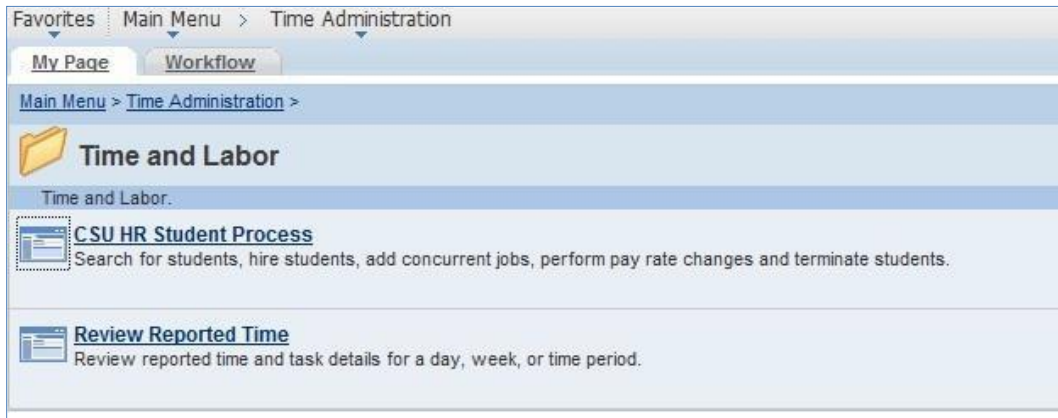 Favorites Main Menu > Time Administration
My Page Workflow
Main Menu > Time Administration >
Time and Labor
Time and Labor.
CSU HR Student Process
Search for students, hire students, add concurrent jobs, perform pay rate changes and terminate students.
Review Reported Time
Review reported time and task details for a day, week, or time period.